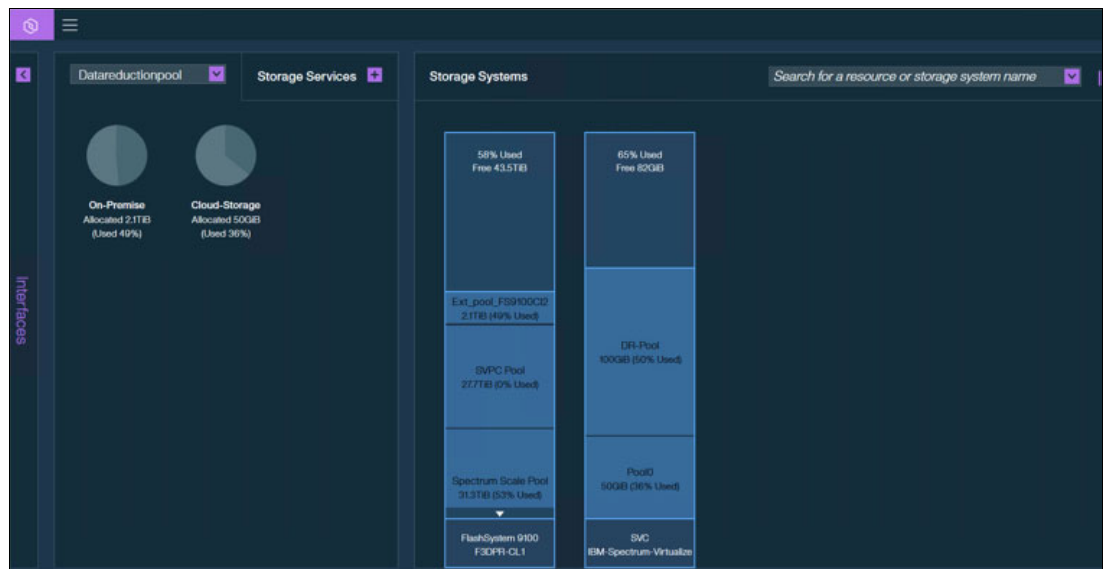 Datareductionpool
Storage Services
Storage Systems
Search for a resource or storage system name
Interfaces
On-Premise
Allocated 2.1TiB
(Used 49%)
Cloud-Storage
Allocated 50GiB
(Used 36%)
58% Used
Free 43.5TiB
Ext_pool_FS9100Cl2
2.1TiB (49% Used)
SVPC Pool
27.7TiB (0% Used)
Spectrum Scale Pool
31.3TiB (53% Used)
FlashSystem 9100
F3DPR-CL1
65% Used
Free 82GiB
DR-Pool
100GiB (50% Used)
Pool0
50GiB (36% Used)
SVC
IBM-Spectrum-Virtualize